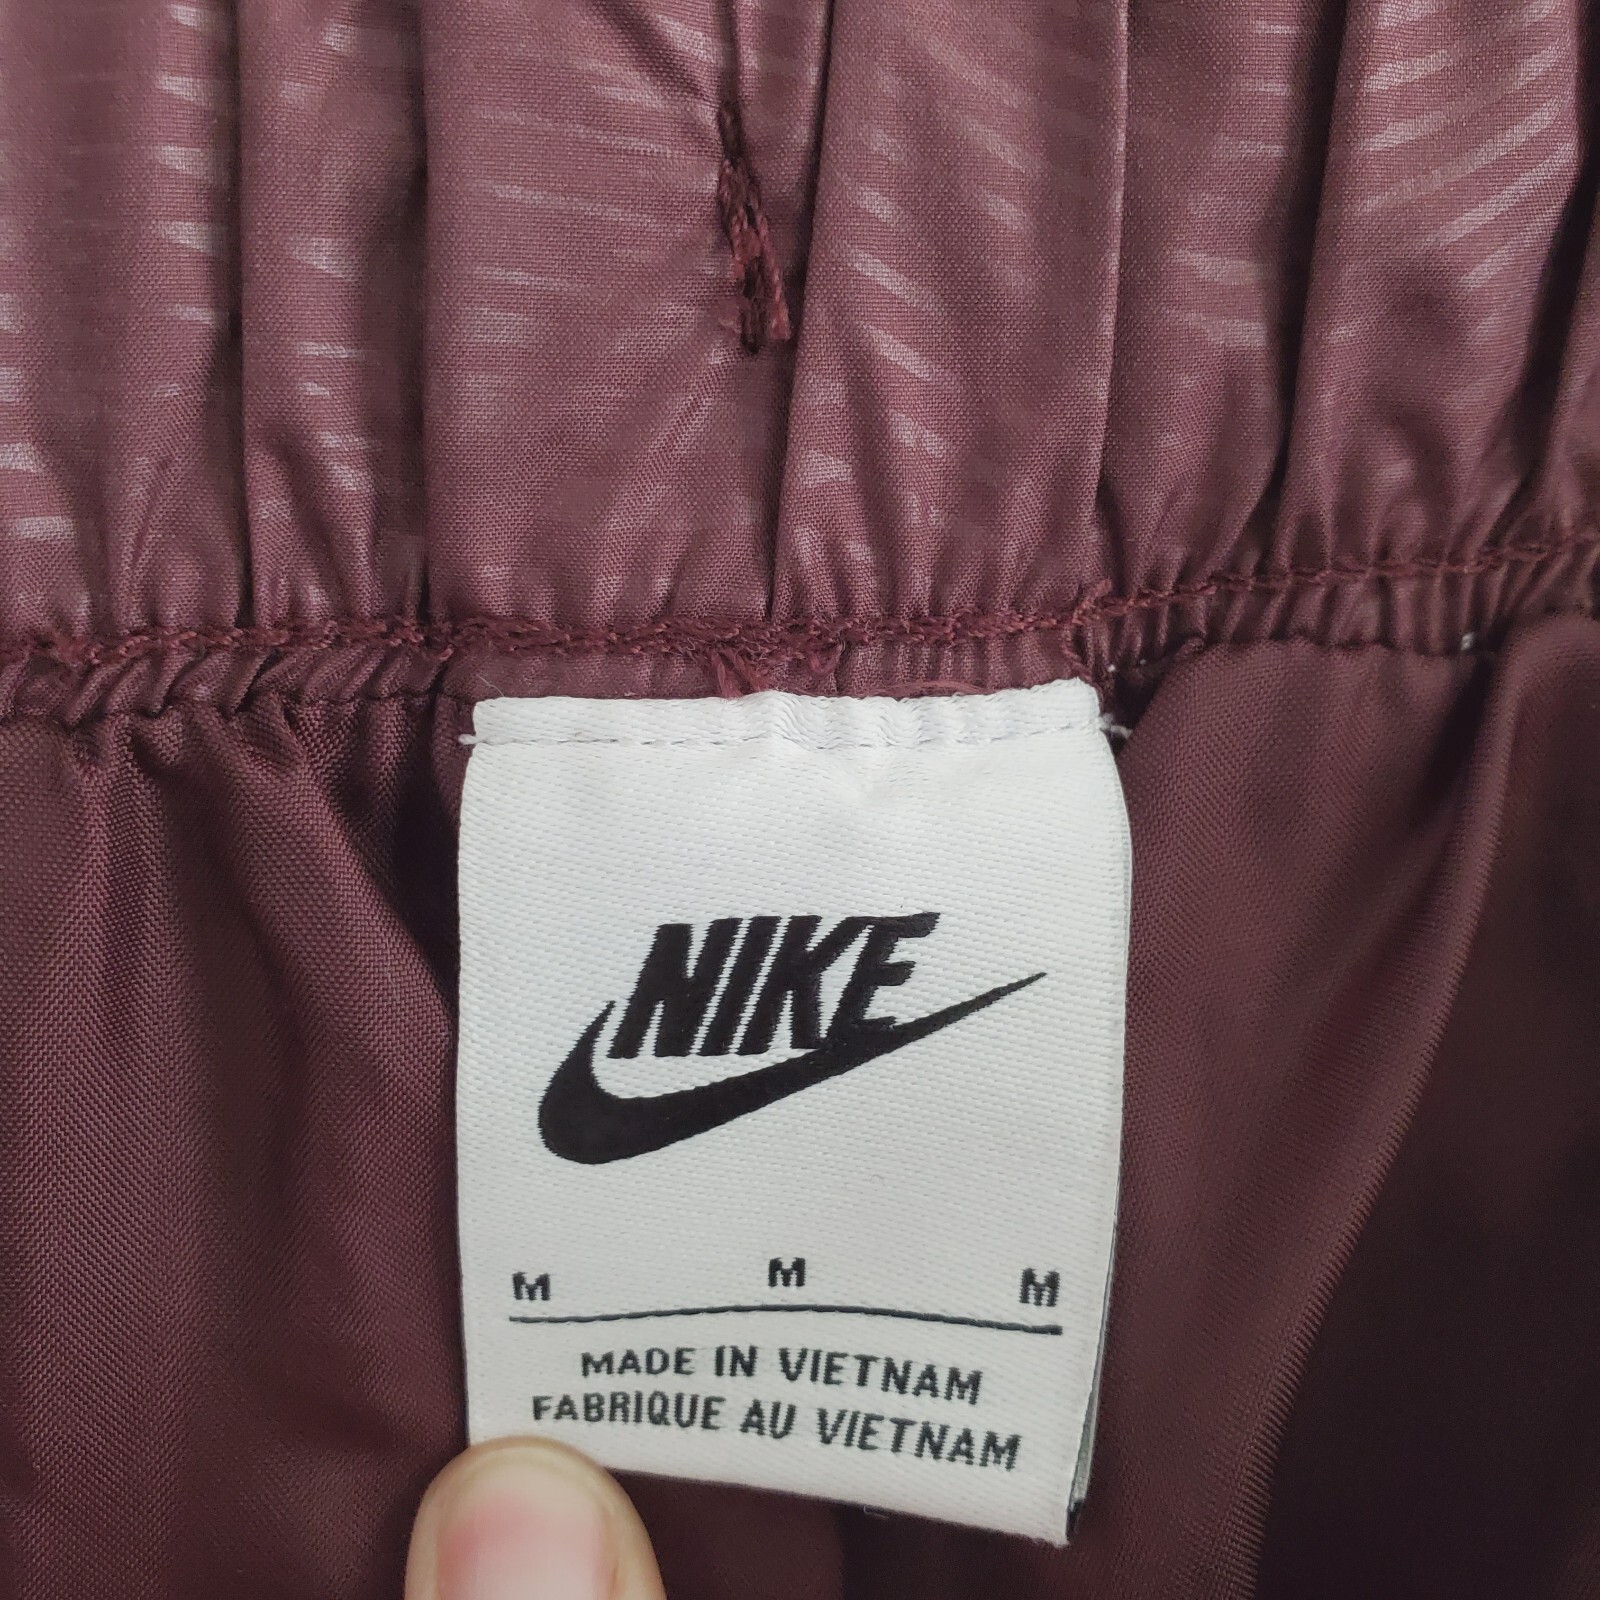 NIKE
M M M
MADE IN VIETNAM
FABRIQUE AU VIETNAM